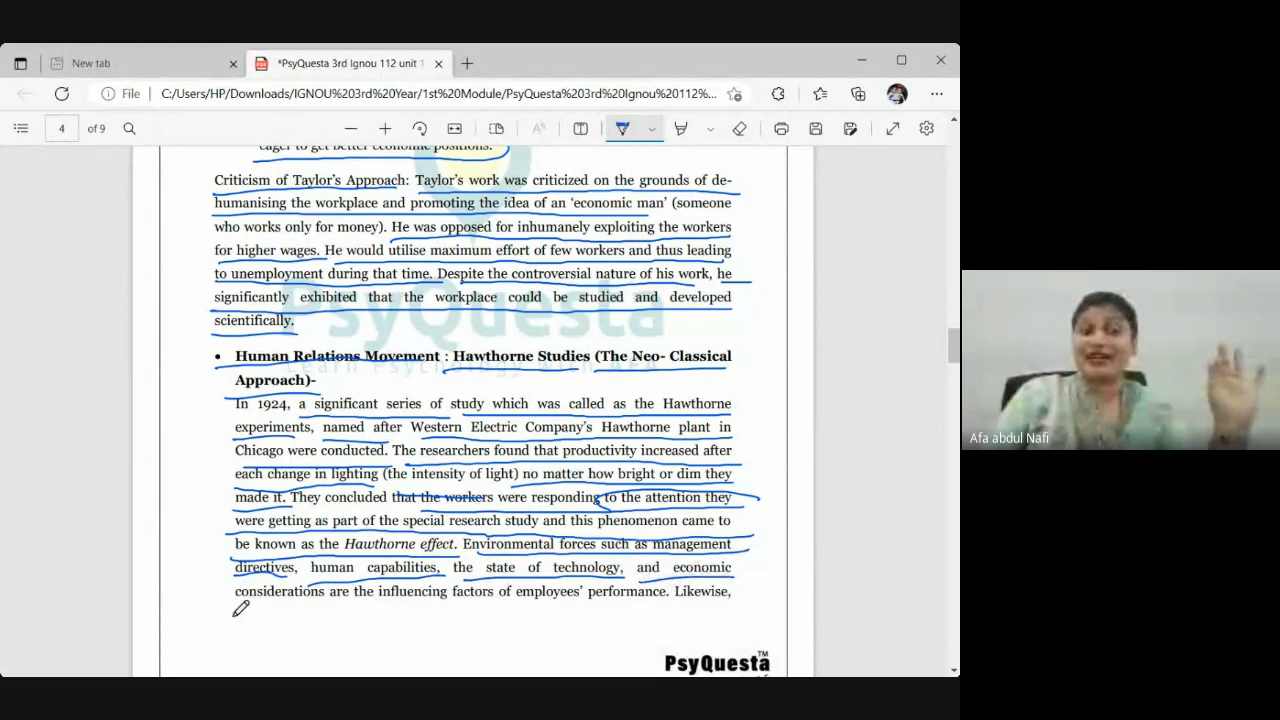 New tab
*PsyQuesta 3rd Ignou 112 unit 1
File
C:/Users/HP/Downloads/IGNOU%203rd%20Year/1st%20Module/PsyQuesta%203rd%20Ignou%20112%...
4 of 9
eager to get better economic positions.
Criticism of Taylor's Approach: Taylor's work was criticized on the grounds of de-
humanising the workplace and promoting the idea of an 'economic man' (someone
who works only for money). He was opposed for inhumanely exploiting the workers
for higher wages. He would utilise maximum effort of few workers and thus leading
to unemployment during that time. Despite the controversial nature of his work, he
significantly exhibited that the workplace could be studied and developed
scientifically.
PsyQuesta
Learn Psychology with AFA
• Human Relations Movement : Hawthorne Studies (The Neo- Classical
Approach)-
In 1924, a significant series of study which was called as the Hawthorne
experiments, named after Western Electric Company's Hawthorne plant in
Chicago were conducted. The researchers found that productivity increased after
each change in lighting (the intensity of light) no matter how bright or dim they
made it. They concluded that the workers were responding to the attention they
were getting as part of the special research study and this phenomenon came to
be known as the Hawthorne effect. Environmental forces such as management
directives, human capabilities, the state of technology, and economic
considerations are the influencing factors of employees' performance. Likewise,
PsyQuesta™
Afa abdul Nafi